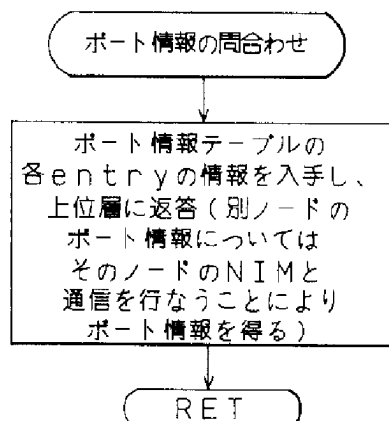 ポート情報の問合わせ
ポート情報テーブルの
各entryの情報を入手し、
上位層に返答(別ノードの
ポート情報については
そのノードのNIMと
通信を行なうことにより
ポート情報を得る)
RET